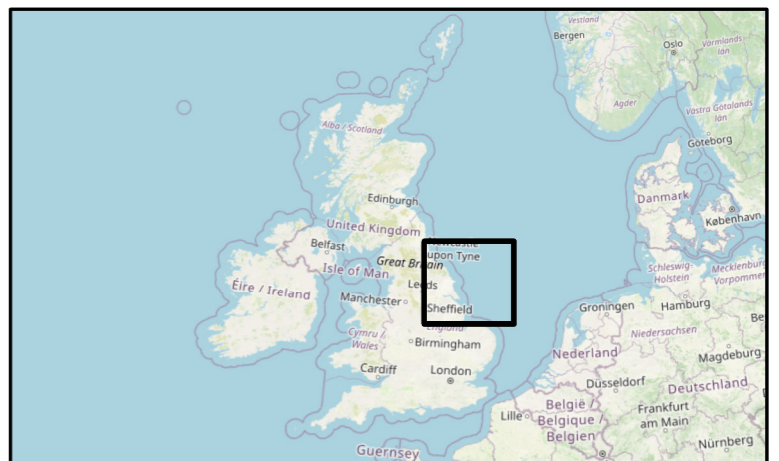 Vestland
Bergen
Oslo
Värmlands
län
Agder
Västra Götalands
län
Göteborg
Alba / Scotland
Edinburgh
Danmark
København
United Kingdom
Belfast
Newcastle
upon Tyne
Great Britain
Isle of Man
Leeds
Éire / Ireland
Manchester
Sheffield
England
Schleswig-
Holstein
Mecklenburg-
Vorpommern
Groningen
Hamburg
Be
Cymru /
Wales
Birmingham
Niedersachsen
Nederland
Magdeburg
Cardiff
London
Düsseldorf
Deutschland
Lille
België /
Belgique /
Belgien
Frankfurt
am Main
Guernsey
Nürnberg